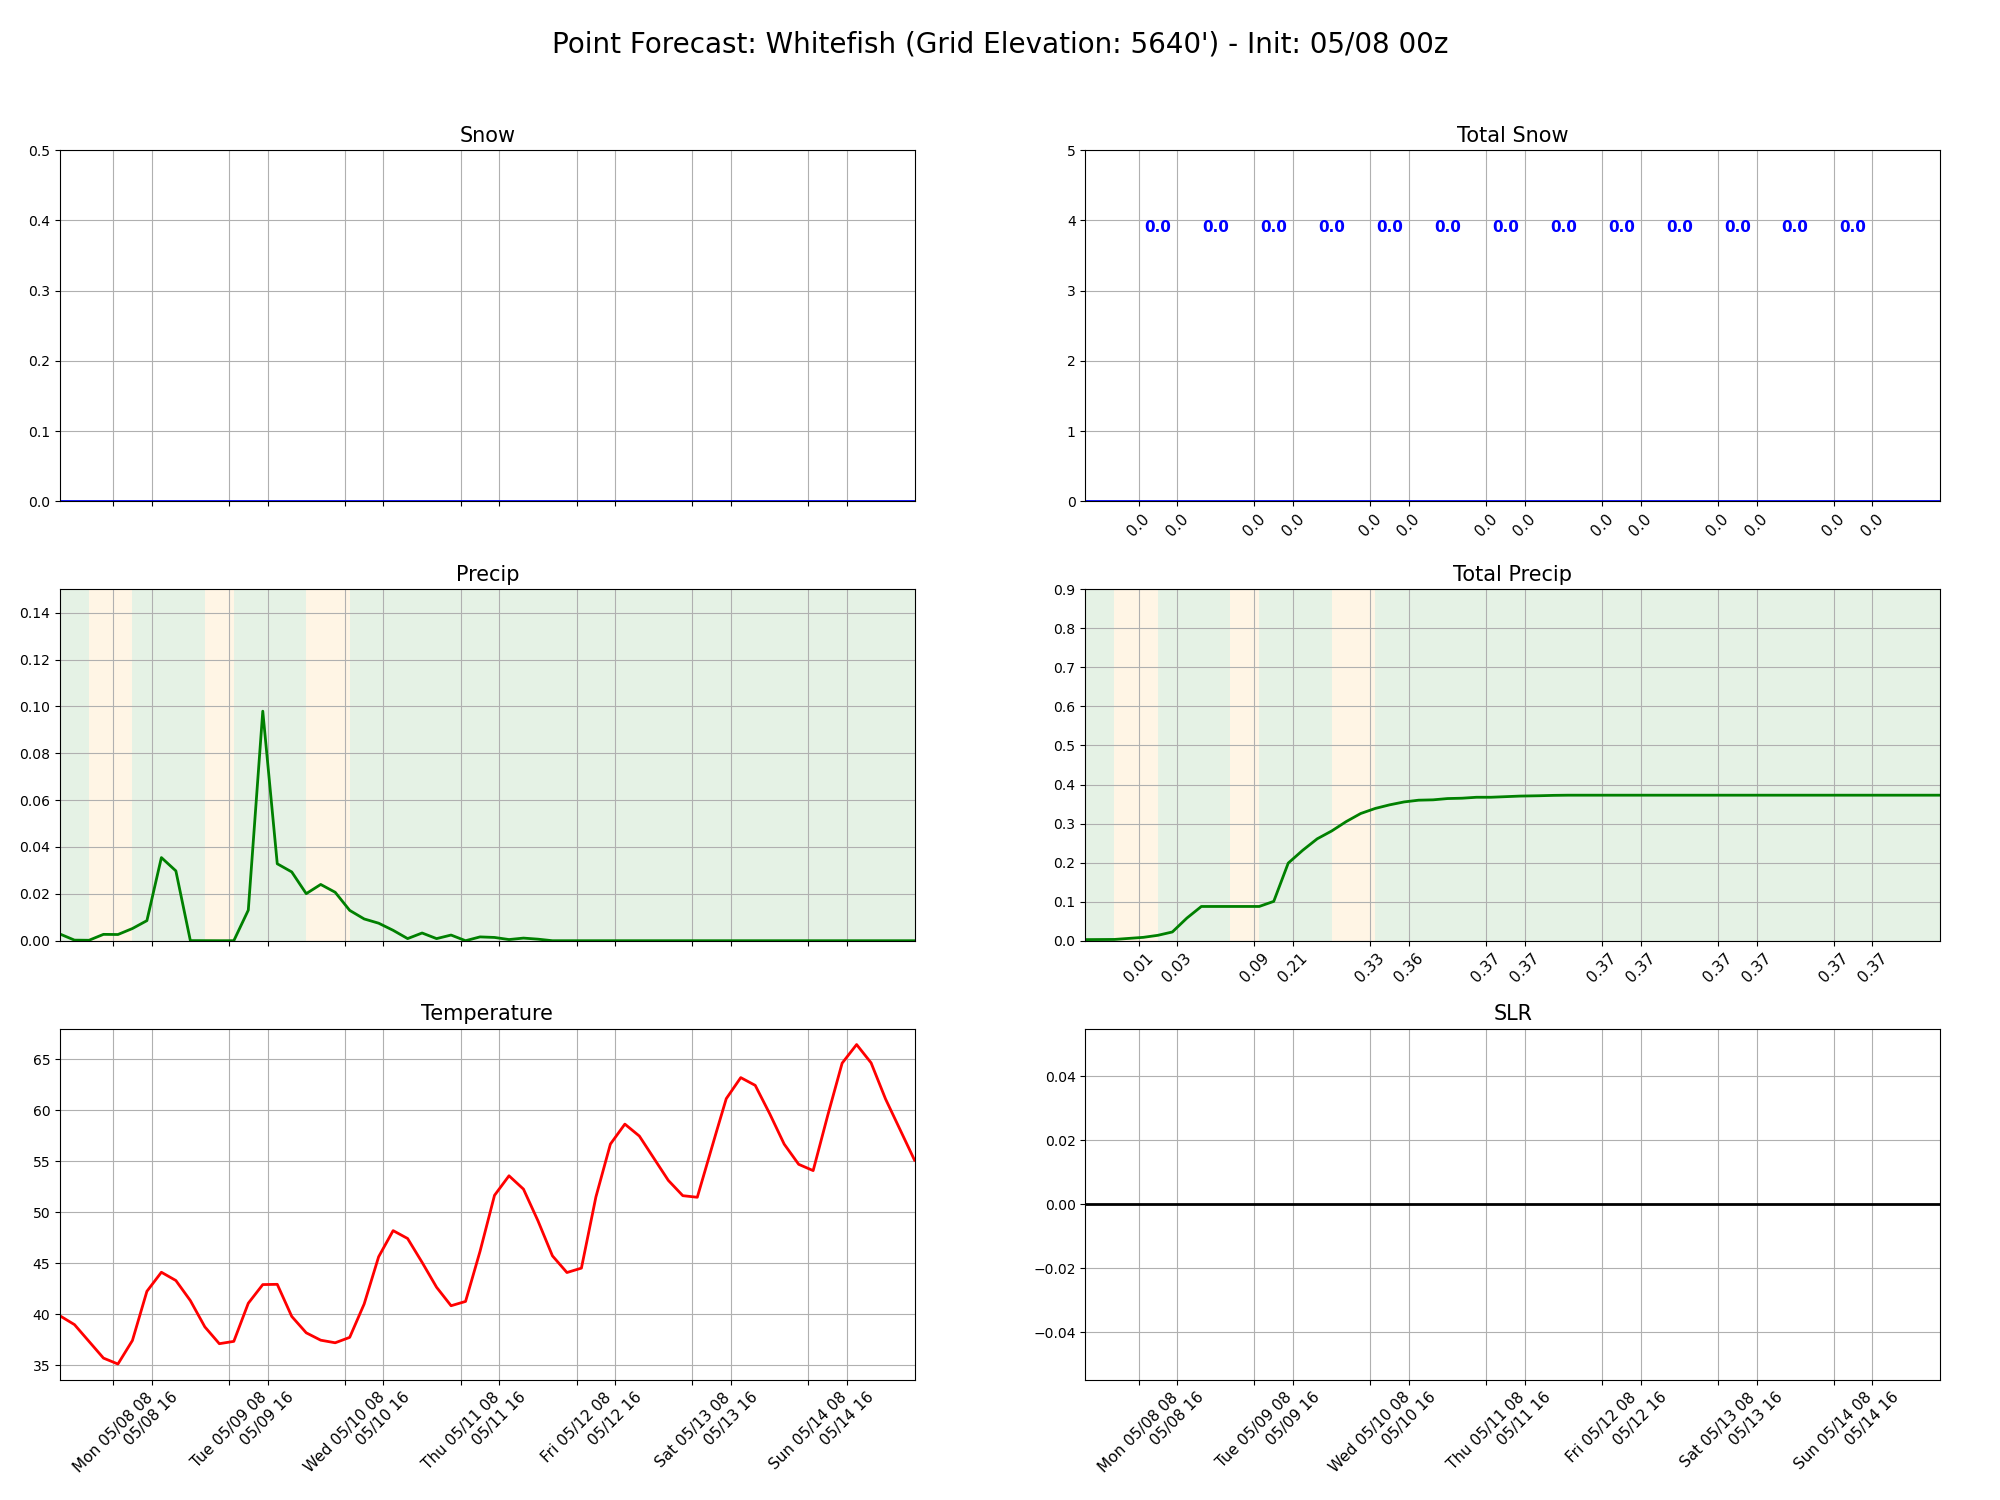 Point Forecast: Whitefish (Grid Elevation: 5640') - Init: 05/08 00z
Snow
0.5
0.4
0.3
0.2
0.1
0.0
Total Snow
5
4
3
2
1
0
0.0 0.0 0.0 0.0 0.0 0.0 0.0 0.0 0.0 0.0 0.0 0.0 0.0
0.0 0.0 0.0 0.0 0.0 0.0 0.0 0.0 0.0 0.0 0.0 0.0 0.0 0.0
Precip
0.14
0.12
0.10
0.08
0.06
0.04
0.02
0.00
Total Precip
0.9
0.8
0.7
0.6
0.5
0.4
0.3
0.2
0.1
0.0
0.01 0.03 0.09 0.21 0.33 0.36 0.37 0.37 0.37 0.37 0.37 0.37 0.37 0.37
Temperature
65
60
55
50
45
40
35
Mon 05/08 08
05/08 16
Tue 05/09 08
05/09 16
Wed 05/10 08
05/10 16
Thu 05/11 08
05/11 16
Fri 05/12 08
05/12 16
Sat 05/13 08
05/13 16
Sun 05/14 08
05/14 16
SLR
0.04
0.02
0.00
−0.02
−0.04
Mon 05/08 08
05/08 16
Tue 05/09 08
05/09 16
Wed 05/10 08
05/10 16
Thu 05/11 08
05/11 16
Fri 05/12 08
05/12 16
Sat 05/13 08
05/13 16
Sun 05/14 08
05/14 16